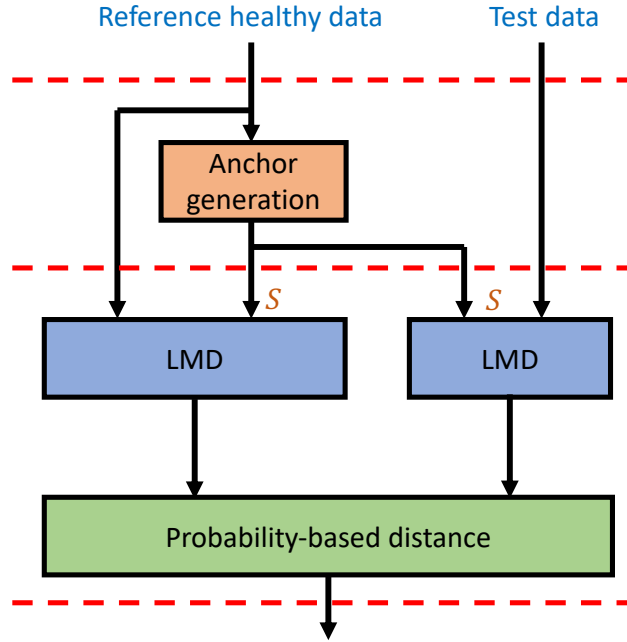 Reference healthy data
Test data
Anchor
generation
S
S
LMD
LMD
Probability-based distance